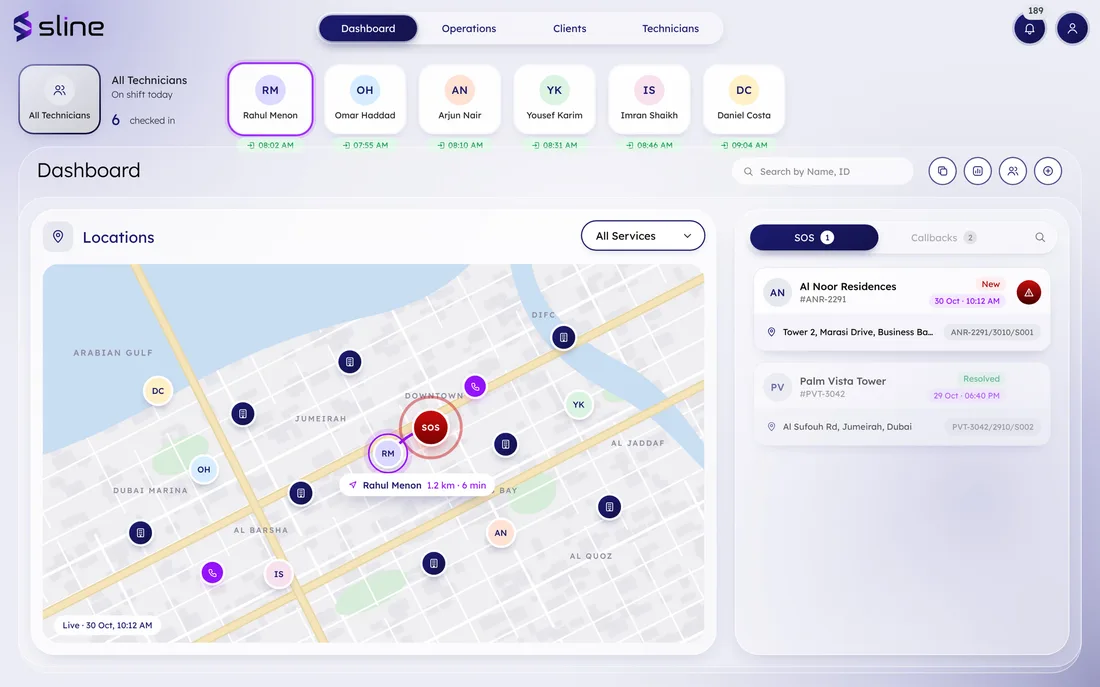 sline
Dashboard
Operations
Clients
Technicians
189
All Technicians
All Technicians
On shift today
6 checked in
RM
Rahul Menon
08:02 AM
OH
Omar Haddad
07:55 AM
AN
Arjun Nair
08:10 AM
YK
Yousef Karim
08:31 AM
IS
Imran Shaikh
08:46 AM
DC
Daniel Costa
09:04 AM
Dashboard
Search by Name, ID
Locations
All Services
DIFC
ARABIAN GULF
DC
DOWNTOWN
YK
JUMEIRAH
SOS
AL JADDAF
RM
OH
Rahul Menon 1.2 km · 6 min
DUBAI MARINA
BAY
AL BARSHA
AN
AL QUOZ
IS
Live · 30 Oct, 10:12 AM
SOS 1
Callbacks 2
AN
Al Noor Residences
#ANR-2291
New
30 Oct · 10:12 AM
Tower 2, Marasi Drive, Business Ba...
ANR-2291/3010/S001
PV
Palm Vista Tower
#PVT-3042
Resolved
29 Oct · 06:40 PM
Al Sufouh Rd, Jumeirah, Dubai
PVT-3042/2910/S002